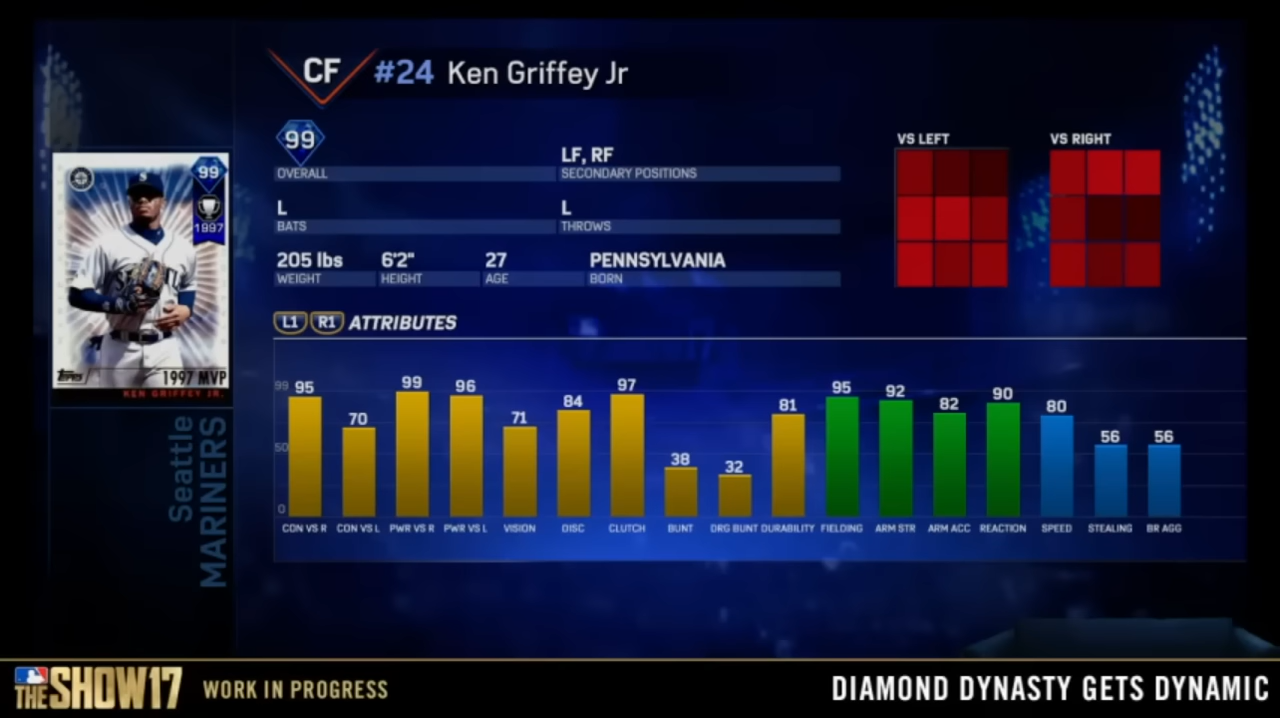 CF #24 Ken Griffey Jr
99
OVERALL
LF, RF
SECONDARY POSITIONS
L
BATS
L
THROWS
205 lbs
WEIGHT
6'2"
HEIGHT
27
AGE
PENNSYLVANIA
BORN
VS LEFT
VS RIGHT
99
1997
Topps
1997 MVP
KEN GRIFFEY JR.
Seattle
MARINERS
L1 R1 ATTRIBUTES
99
50
0
95 70 99 96 71 84 97 38 32 81 95 92 82 90 80 56 56
CON VS R CON VS L PWR VS R PWR VS L VISION DISC CLUTCH BUNT DRG BUNT DURABILITY FIELDING ARM STR ARM ACC REACTION SPEED STEALING BR AGG
MLB THE SHOW 17 WORK IN PROGRESS
DIAMOND DYNASTY GETS DYNAMIC